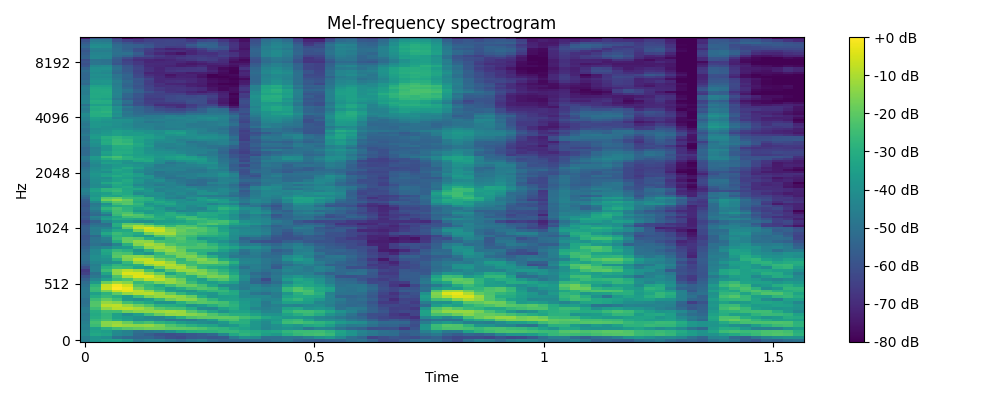 Mel-frequency spectrogram
+0 dB
8192
-10 dB
-20 dB
4096
-30 dB
Hz
2048
-40 dB
1024
-50 dB
-60 dB
512
-70 dB
0
-80 dB
0
0.5
1
1.5
Time